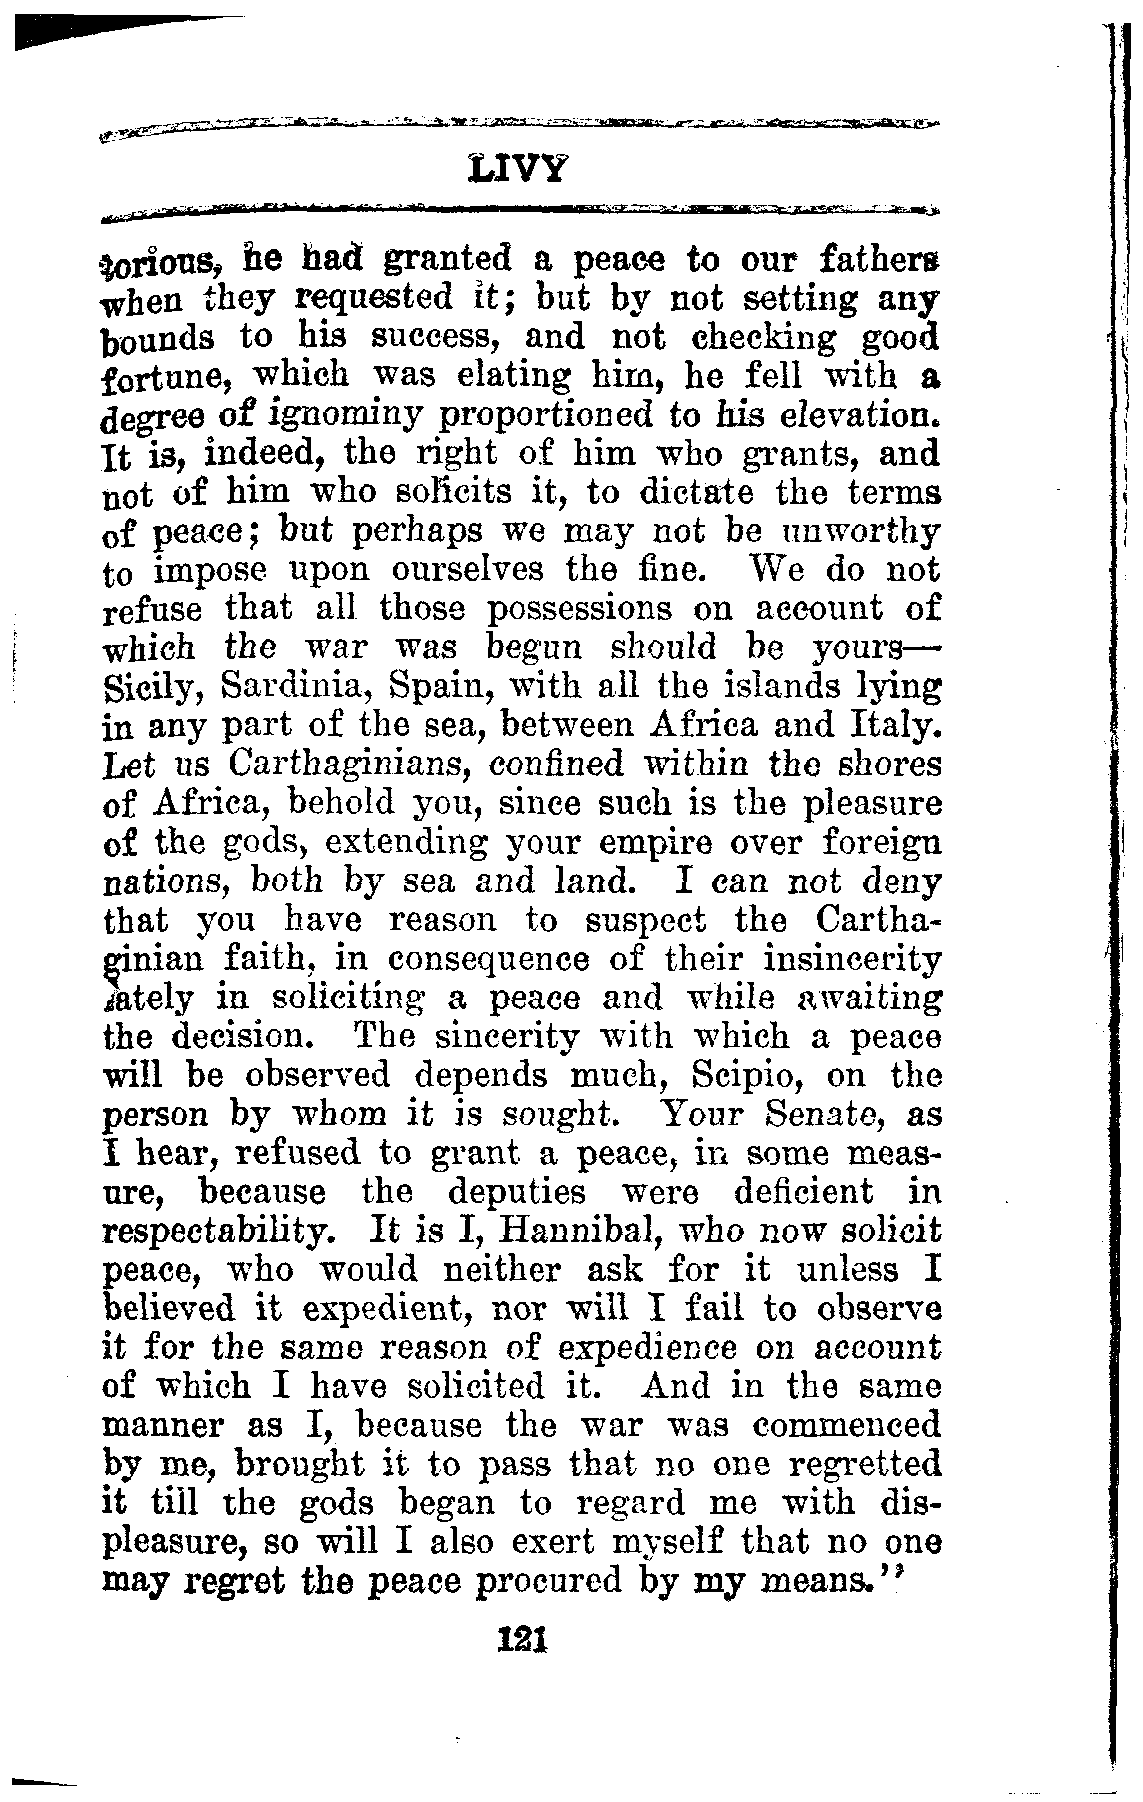 LIVY
torious, he had granted a peace to our fathers
when they requested it; but by not setting any
bounds to his success, and not checking good
fortune, which was elating him, he fell with a
degree of ignominy proportioned to his elevation.
It is, indeed, the right of him who grants, and
not of him who solicits it, to dictate the terms
of peace; but perhaps we may not be unworthy
to impose upon ourselves the fine. We do not
refuse that all those possessions on account of
which the war was begun should be yours—
Sicily, Sardinia, Spain, with all the islands lying
in any part of the sea, between Africa and Italy.
Let us Carthaginians, confined within the shores
of Africa, behold you, since such is the pleasure
of the gods, extending your empire over foreign
nations, both by sea and land. I can not deny
that you have reason to suspect the Cartha-
ginian faith, in consequence of their insincerity
lately in soliciting a peace and while awaiting
the decision. The sincerity with which a peace
will be observed depends much, Scipio, on the
person by whom it is sought. Your Senate, as
I hear, refused to grant a peace, in some meas-
ure, because the deputies were deficient in
respectability. It is I, Hannibal, who now solicit
peace, who would neither ask for it unless I
believed it expedient, nor will I fail to observe
it for the same reason of expedience on account
of which I have solicited it. And in the same
manner as I, because the war was commenced
by me, brought it to pass that no one regretted
it till the gods began to regard me with dis-
pleasure, so will I also exert myself that no one
may regret the peace procured by my means.''
121